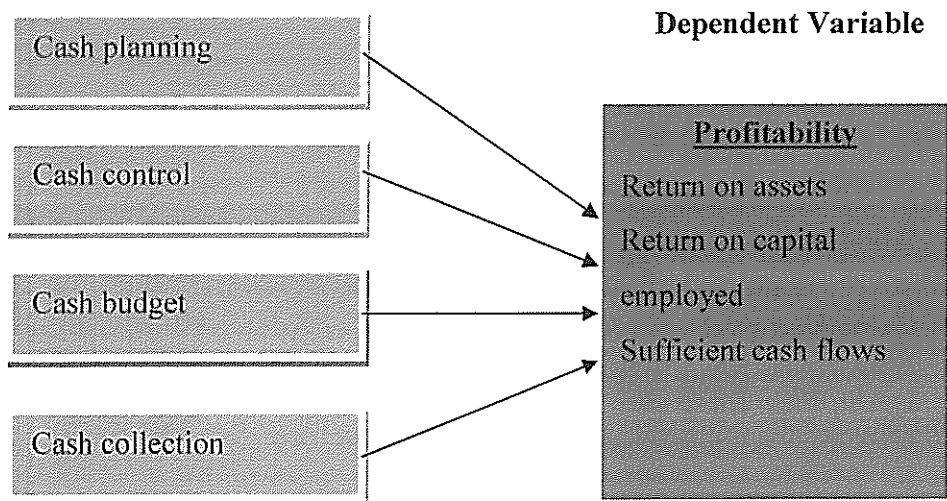 Dependent Variable
Cash planning
Cash control
Cash budget
Cash collection
Profitability
Return on assets
Return on capital
employed
Sufficient cash flows